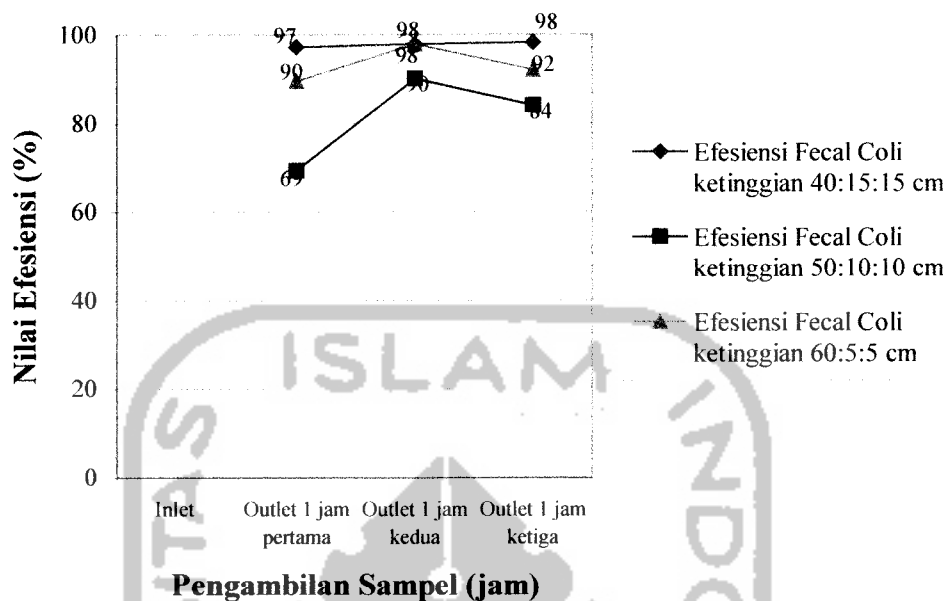 100
80
60
40
20
0
Nilai Efesiensi (%)
97
98
98
90
98
92
90
84
69
Inlet
Outlet 1 jam pertama
Outlet 1 jam kedua
Outlet 1 jam ketiga
Pengambilan Sampel (jam)
Efesiensi Fecal Coli
ketinggian 40:15:15 cm
Efesiensi Fecal Coli
ketinggian 50:10:10 cm
Efesiensi Fecal Coli
ketinggian 60:5:5 cm
ISLAM